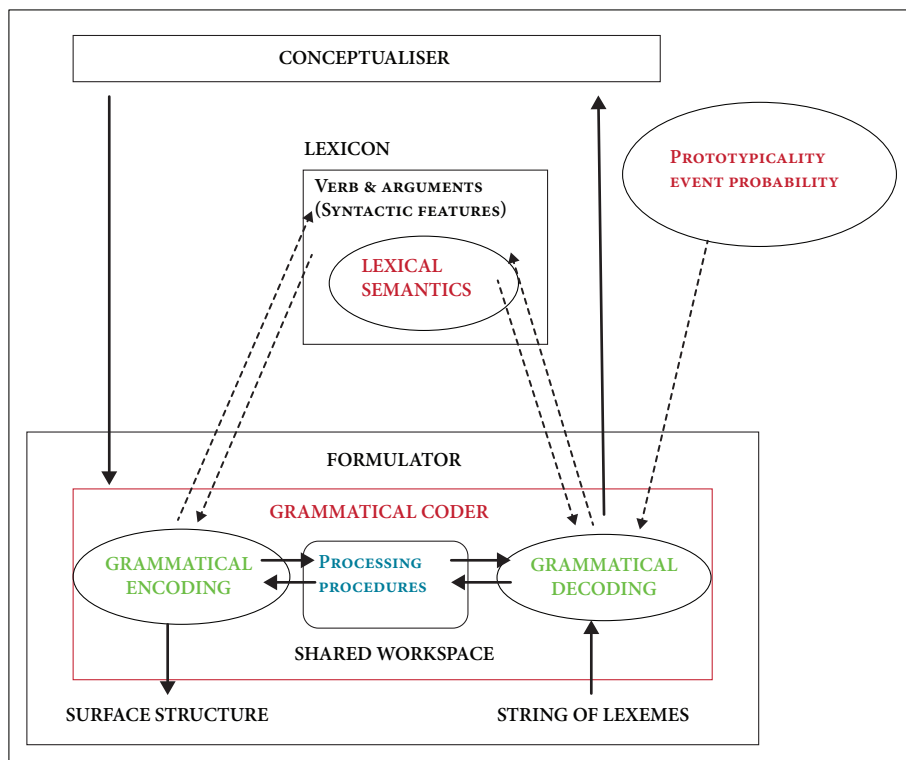 CONCEPTUALISER
LEXICON
VERB & ARGUMENTS
(SYNTACTIC FEATURES)
LEXICAL
SEMANTICS
PROTOTYPICALITY
EVENT PROBABILITY
FORMULATOR
GRAMMATICAL CODER
GRAMMATICAL
ENCODING
PROCESSING
PROCEDURES
GRAMMATICAL
DECODING
SHARED WORKSPACE
SURFACE STRUCTURE
STRING OF LEXEMES